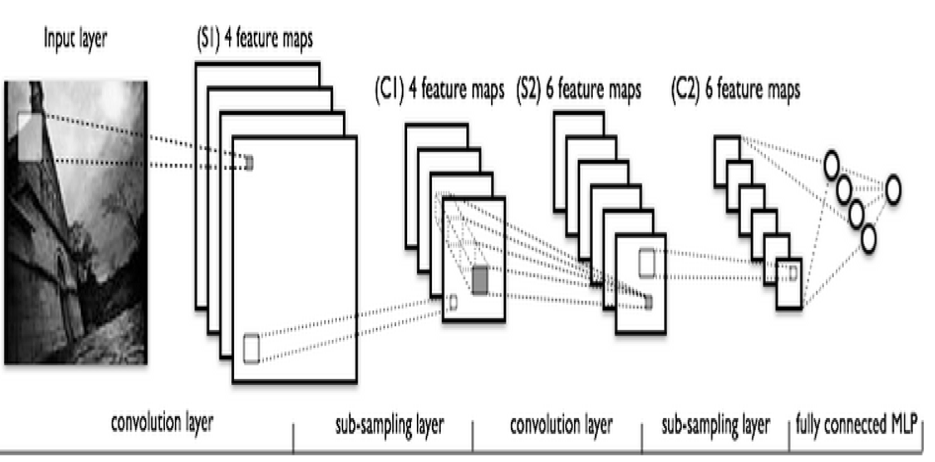 Input layer
(S1) 4 feature maps
(C1) 4 feature maps
(S2) 6 feature maps
(C2) 6 feature maps
convolution layer
sub-sampling layer
convolution layer
sub-sampling layer
fully connected MLP